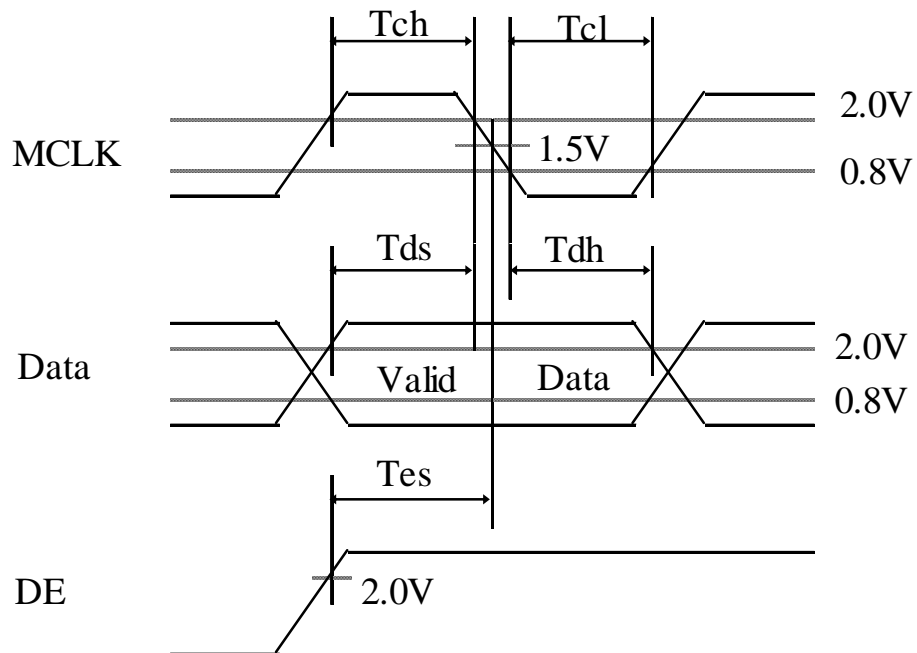 Tch
Tcl
2.0V
MCLK
1.5V
0.8V
Tds
Tdh
2.0V
Data
Valid
Data
0.8V
Tes
DE
2.0V